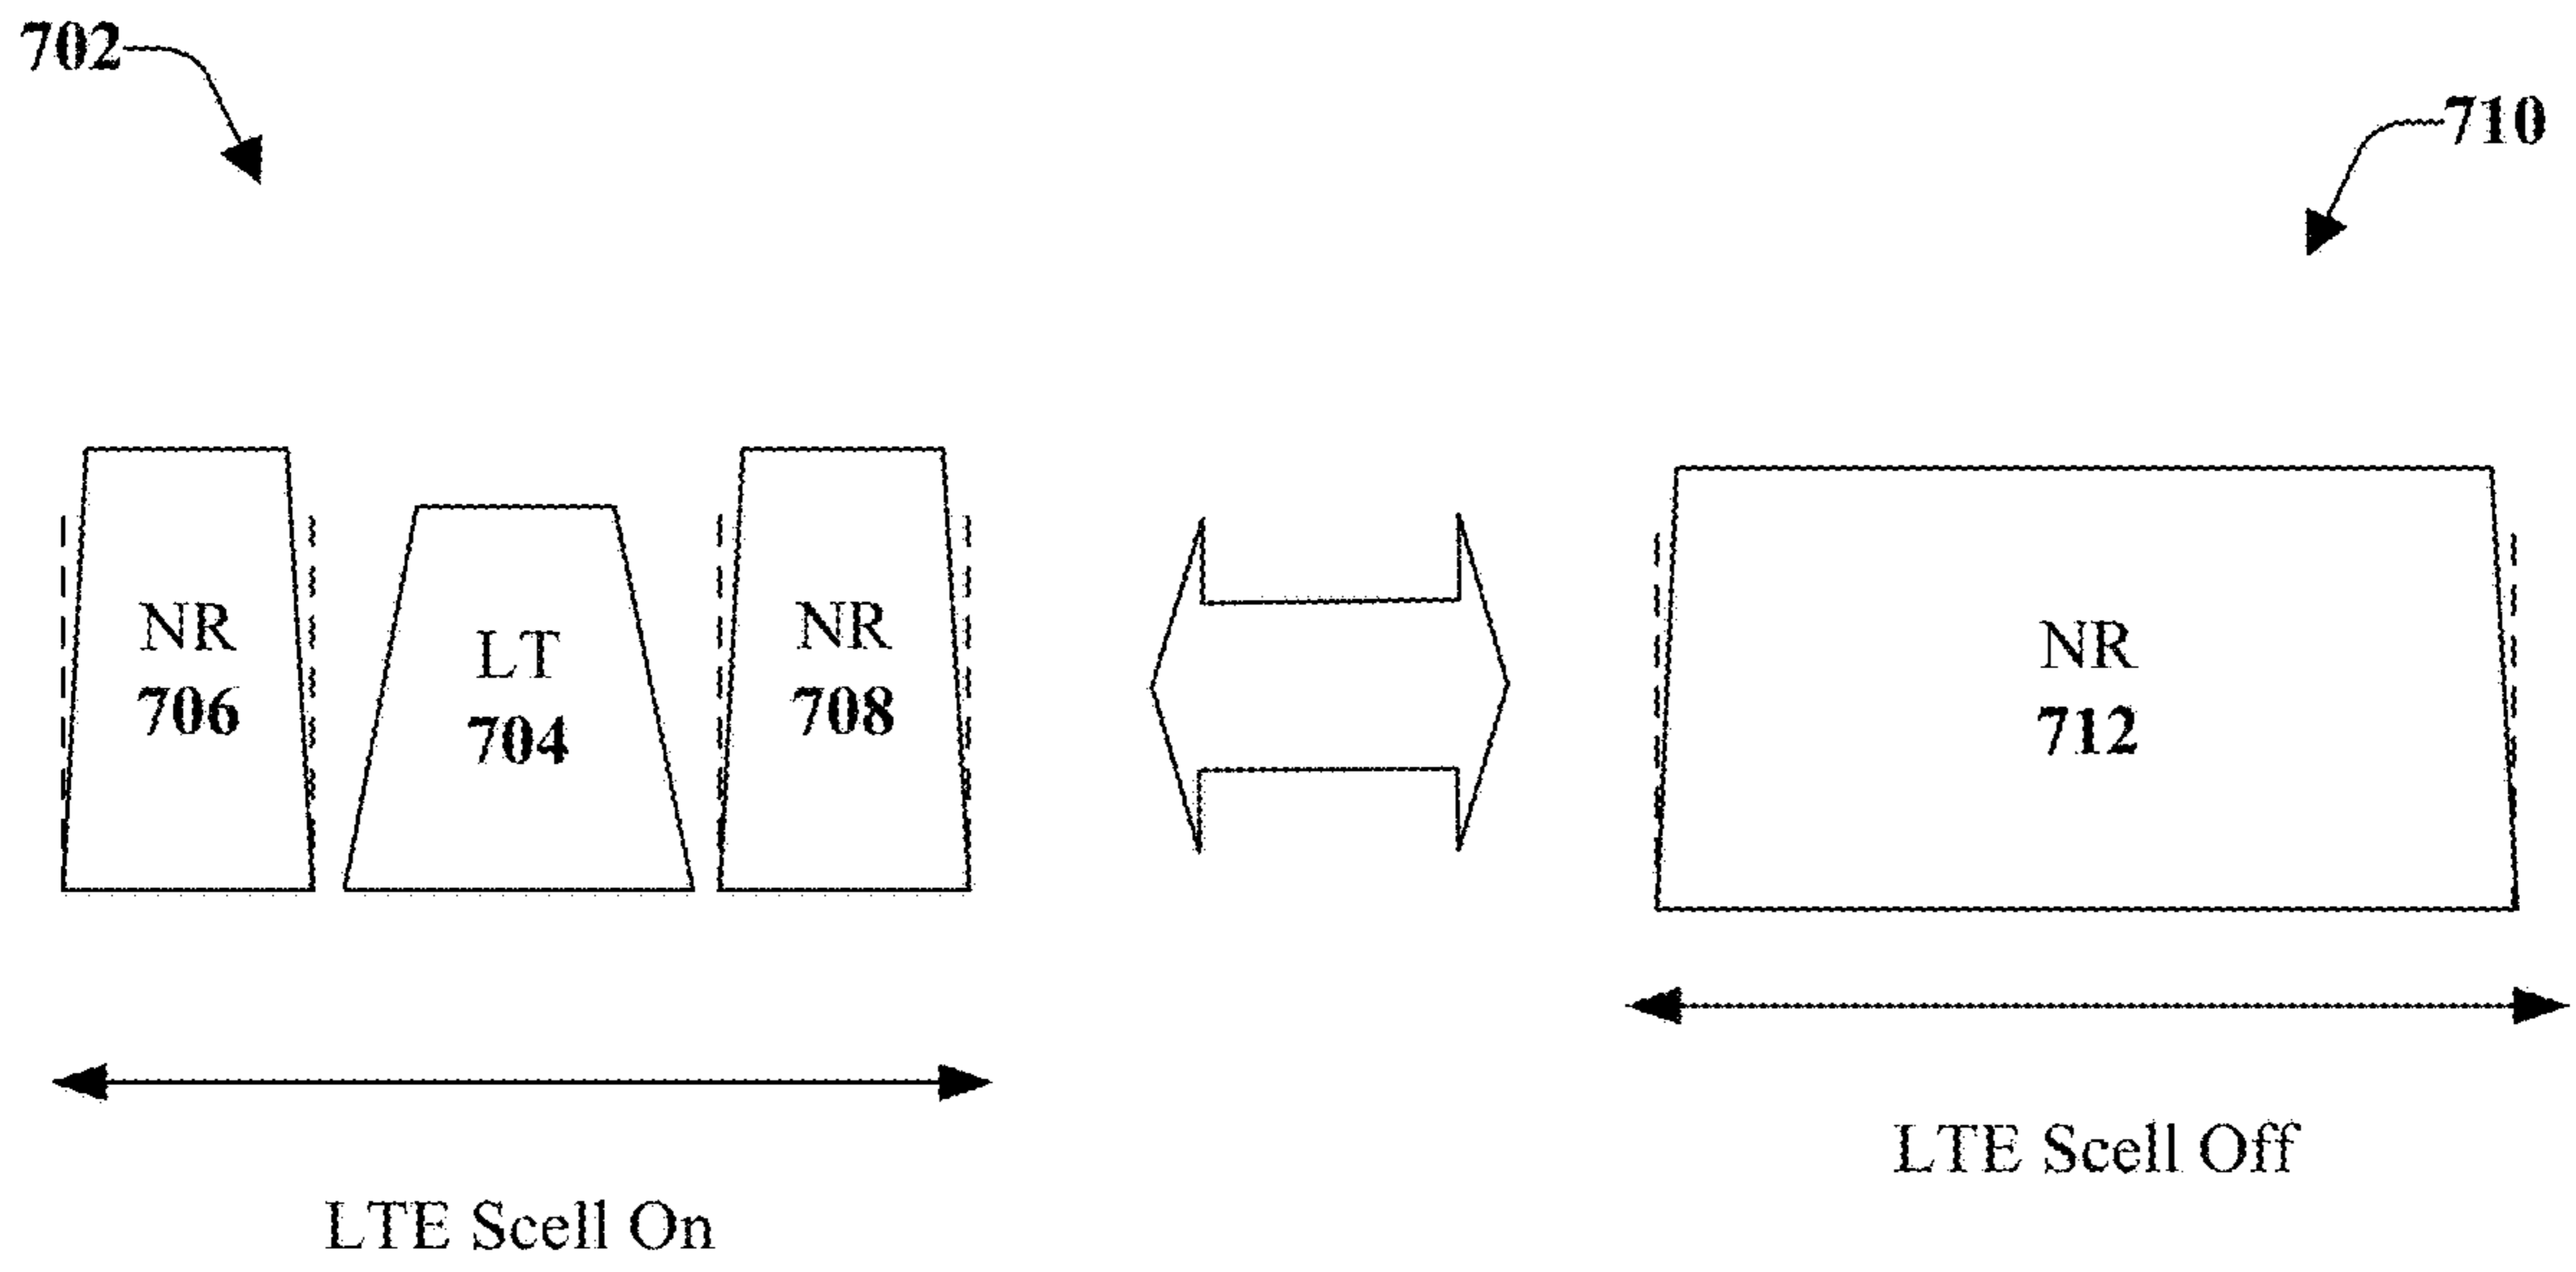 702
710
NR
706
LT
704
NR
708
NR
712
LTE Scell On
LTE Scell Off